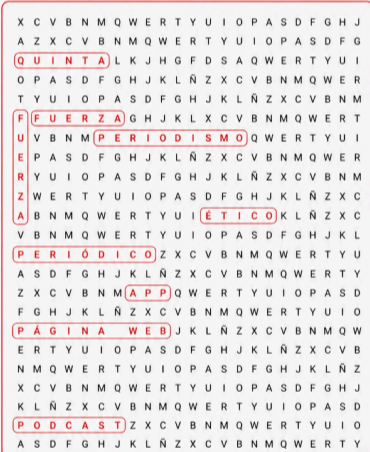 X C V B N M Q W E R T Y U I O P A S D F G H J
A Z X C V B N M Q W E R T Y U I O P A S D F G
Q U I N T A L K J H G F D S A Q W E R T Y U I
O P A S D F G H J K L Ñ Z X C V B N M Q W E R
T Y U I O P A S D F G H J K L Ñ Z X C V B N M
F F U E R Z A G H J K L X C V B N M Q W E R T
U V B N M P E R I O D I S M O Q W E R T Y U I
E P A S D F G H J K L Ñ Z X C V B N M Q W E R
R Y U I O P A S D F G H J K L Ñ Z X C V B N M
Z W E R T Y U I O P A S D F G H J K L Ñ Z X C
A B N M Q W E R T Y U I É T I C O K L Ñ Z X C
V B N M Q W E R T Y U I O P A S D F G H J K L
P E R I Ó D I C O Z X C V B N M Q W E R T Y U
A S D F G H J K L Ñ Z X C V B N M Q W E R T Y
Z X C V B N M A P P Q W E R T Y U I O P A S D
F G H J K L Ñ Z X C V B N M Q W E R T Y U I O
P Á G I N A W E B J K L Ñ Z X C V B N M Q W
E R T Y U I O P A S D F G H J K L Ñ Z X C V B
N M Q W E R T Y U I O P A S D F G H J K L Ñ Z
X C V B N M Q W E R T Y U I O P A S D F G H J
K L Ñ Z X C V B N M Q W E R T Y U I O P A S D
P O D C A S T Z X C V B N M Q W E R T Y U I O
A S D F G H J K L Ñ Z X C V B N M Q W E R T Y